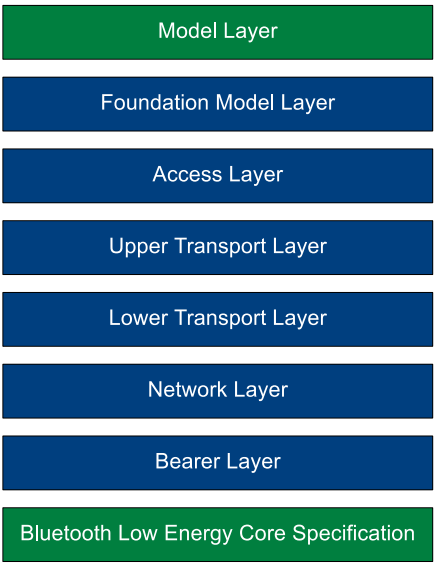 Model Layer
Foundation Model Layer
Access Layer
Upper Transport Layer
Lower Transport Layer
Network Layer
Bearer Layer
Bluetooth Low Energy Core Specification